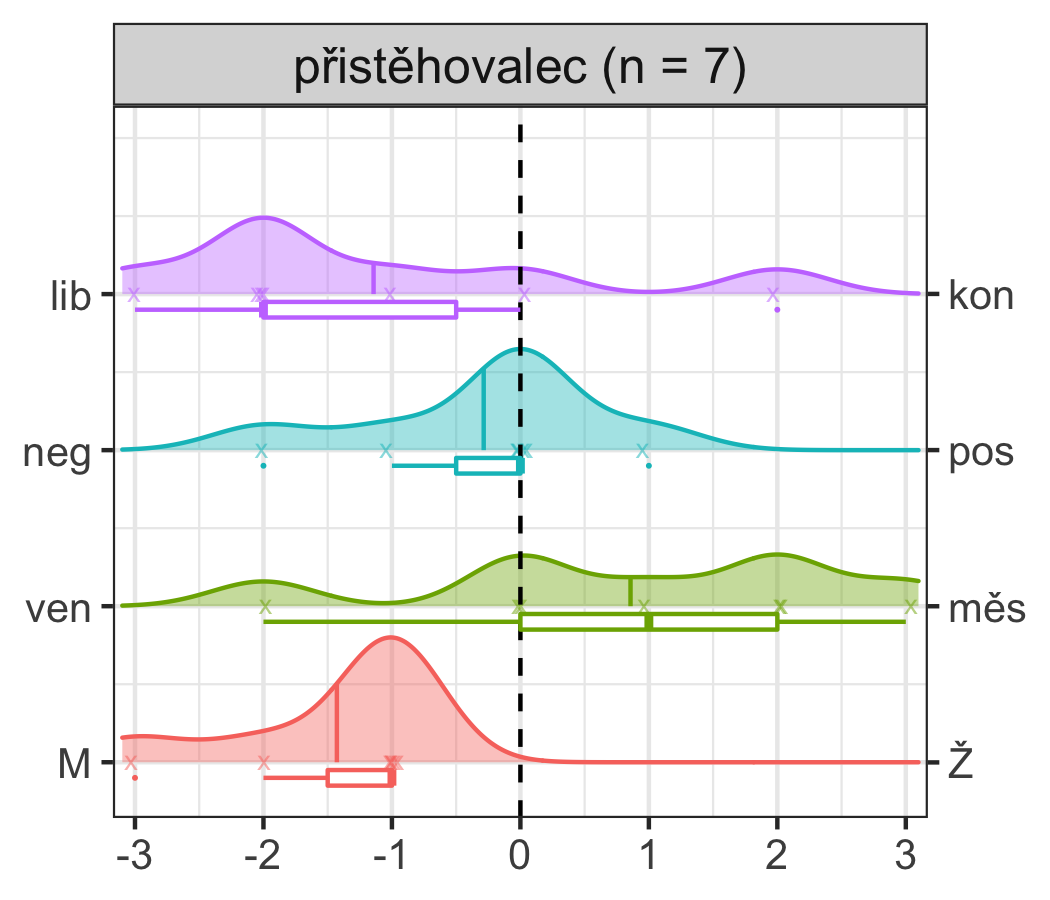 přistěhovalec (n = 7)
lib kon
neg pos
ven měs
M Ž
-3 -2 -1 0 1 2 3